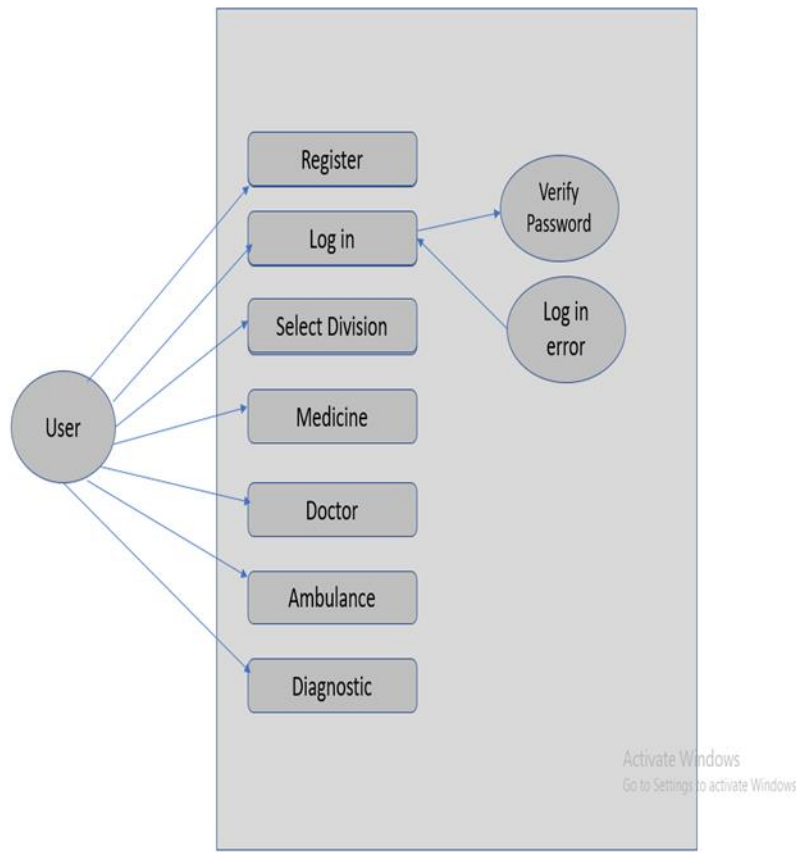 Register
Verify
Password
Log in
Log in
error
Select Division
User
Medicine
Doctor
Ambulance
Diagnostic
Activate Windows
Go to Settings to activate Windows